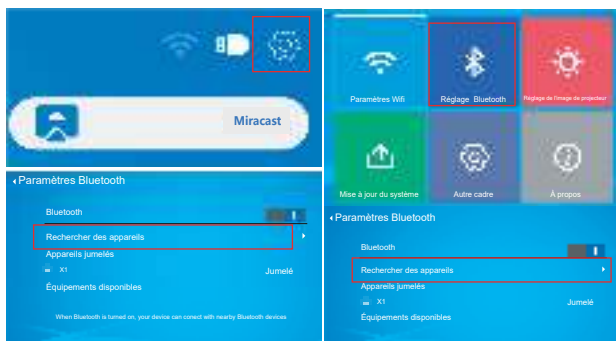 Miracast
Paramètres Wifi
Réglage Bluetooth
Réglage de l'image de projecteur
Mise à jour du système
Autre cadre
À propos
Paramètres Bluetooth
Bluetooth
Rechercher des appareils
Appareils jumelés
X1 Jumelé
Équipements disponibles
When Bluetooth is turned on, your device can conect with nearby Bluetooth devices
Paramètres Bluetooth
Bluetooth
Rechercher des appareils
Appareils jumelés
X1 Jumelé
Équipements disponibles